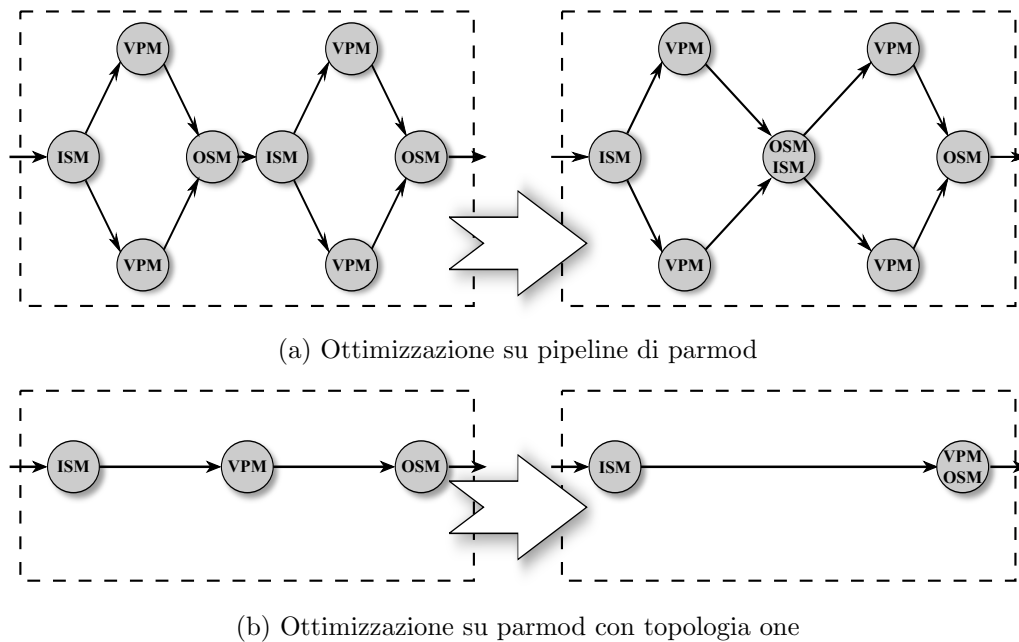 VPM VPM VPM VPM
ISM OSM ISM OSM ISM OSM ISM OSM
VPM VPM VPM VPM
(a) Ottimizzazione su pipeline di parmod
ISM VPM OSM ISM VPM OSM
(b) Ottimizzazione su parmod con topologia one